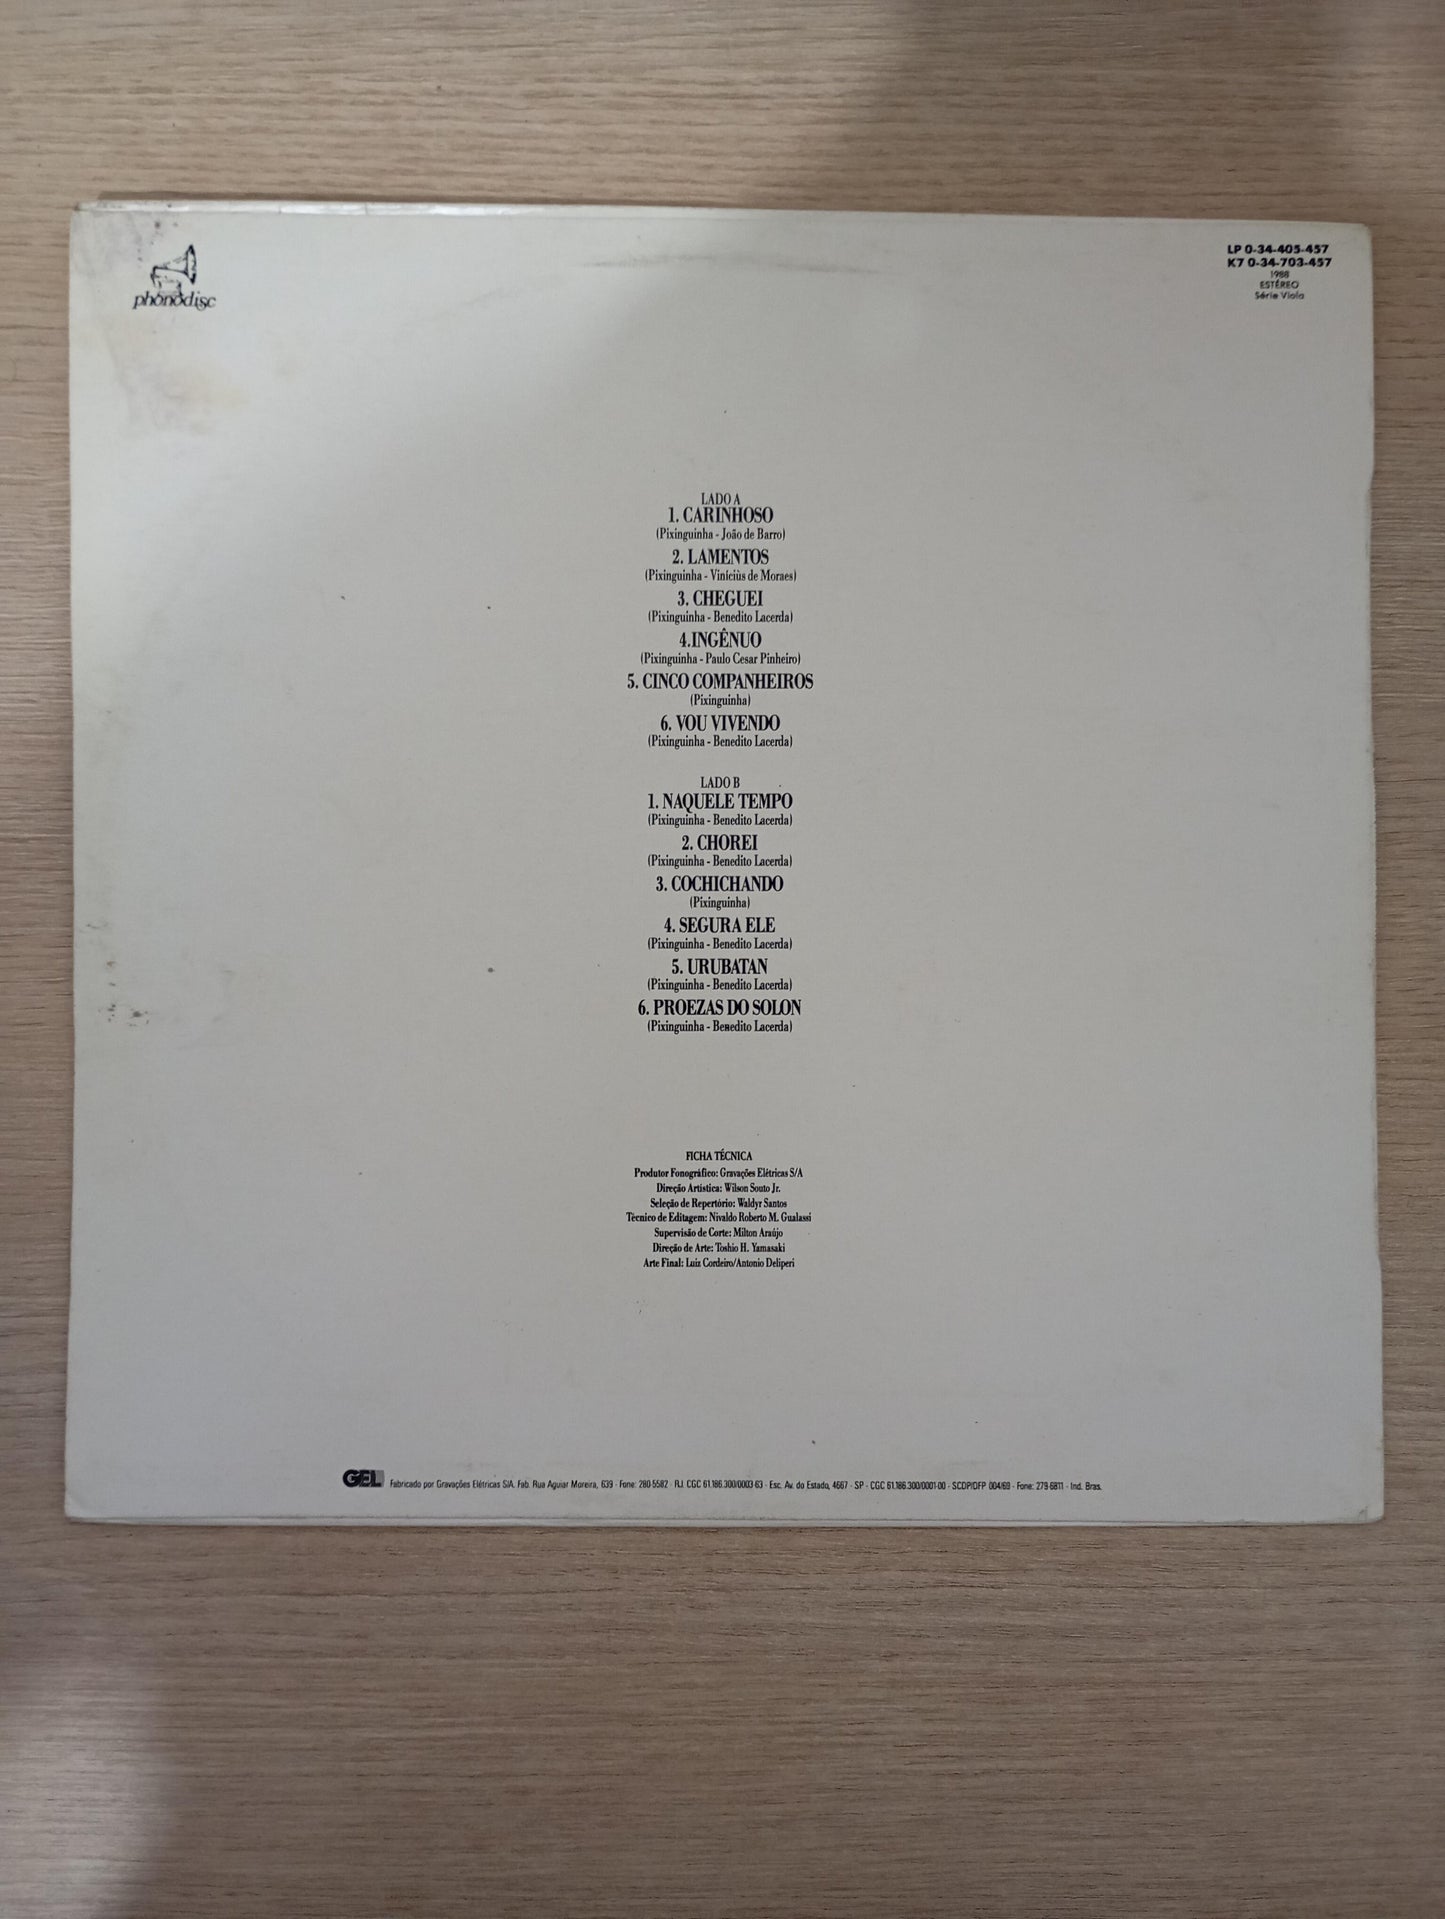 phonodisc
LP 0-34-405-457
K7 0-34-703-457
1988
ESTÉREO
Série Viola
LADO A
1. CARINHOSO
(Pixinguinha - João de Barro)
2. LAMENTOS
(Pixinguinha - Viníciùs de Moraes)
3. CHEGUEI
(Pixinguinha - Benedito Lacerda)
4.INGÊNUO
(Pixinguinha - Paulo Cesar Pinheiro)
5. CINCO COMPANHEIROS
(Pixinguinha)
6. VOU VIVENDO
(Pixinguinha - Benedito Lacerda)
LADO B
1. NAQUELE TEMPO
(Pixinguinha - Benedito Lacerda)
2. CHOREI
(Pixinguinha - Benedito Lacerda)
3. COCHICHANDO
(Pixinguinha)
4. SEGURA ELE
(Pixinguinha - Benedito Lacerda)
5. URUBATAN
(Pixinguinha - Benedito Lacerda)
6. PROEZAS DO SOLON
(Pixinguinha - Benedito Lacerda)
FICHA TÉCNICA
Produtor Fonográfico: Gravações Elétricas S/A
Direção Artística: Wilson Souto Jr.
Seleção de Repertório: Waldyr Santos
Técnico de Editagem: Nivaldo Roberto M. Gualassi
Supervisão de Corte: Milton Araújo
Direção de Arte: Toshio H. Yamasaki
Arte Final: Luiz Cordeiro/Antonio Deliperi
GEL Fabricado por Gravações Elétricas S/A. Fab. Rua Aguiar Moreira, 639 - Fone: 280-5582 - RJ. CGC 61.186.300/0003-63 - Esc. Av. do Estado, 4667 - SP - CGC 61.186.300/0001-00 - SCDP/DFP 004/69 - Fone: 279-6811 - Ind. Bras.